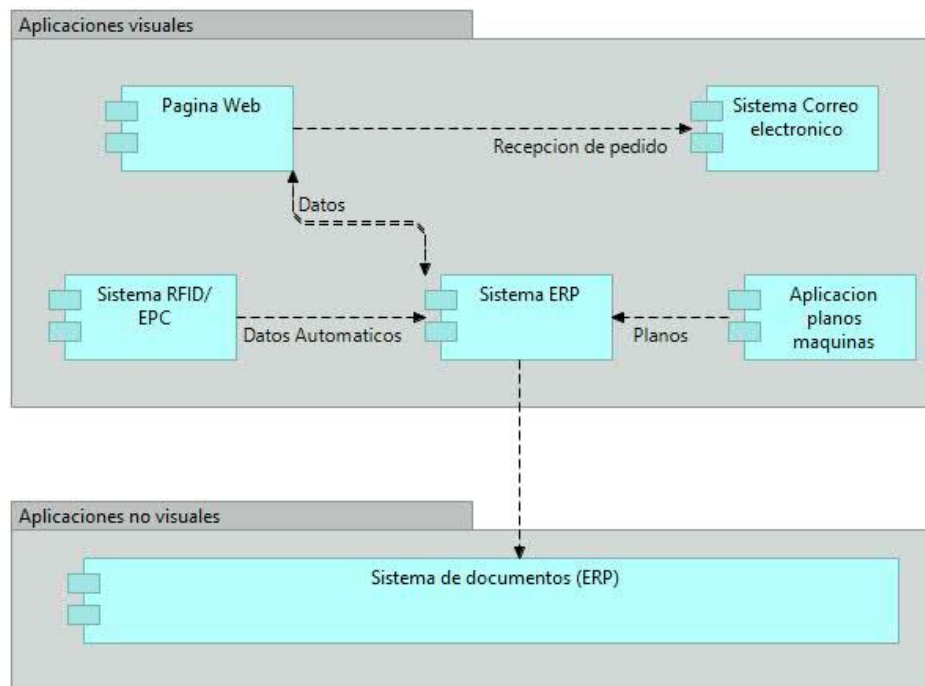 Aplicaciones visuales
Pagina Web
Sistema Correo
electronico
Recepcion de pedido
Datos
Sistema RFID/
EPC
Datos Automaticos
Sistema ERP
Planos
Aplicacion
planos
maquinas
Aplicaciones no visuales
Sistema de documentos (ERP)